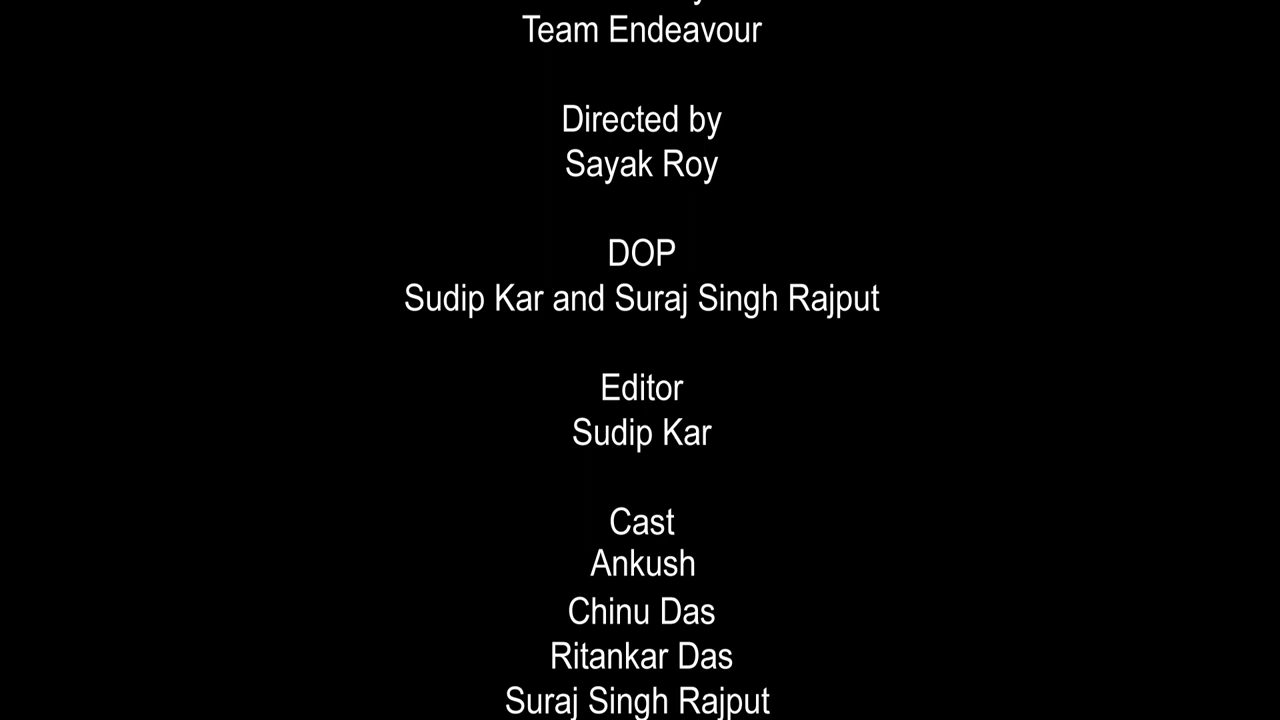 Team Endeavour
Directed by
Sayak Roy
DOP
Sudip Kar and Suraj Singh Rajput
Editor
Sudip Kar
Cast
Ankush
Chinu Das
Ritankar Das
Suraj Singh Rajput